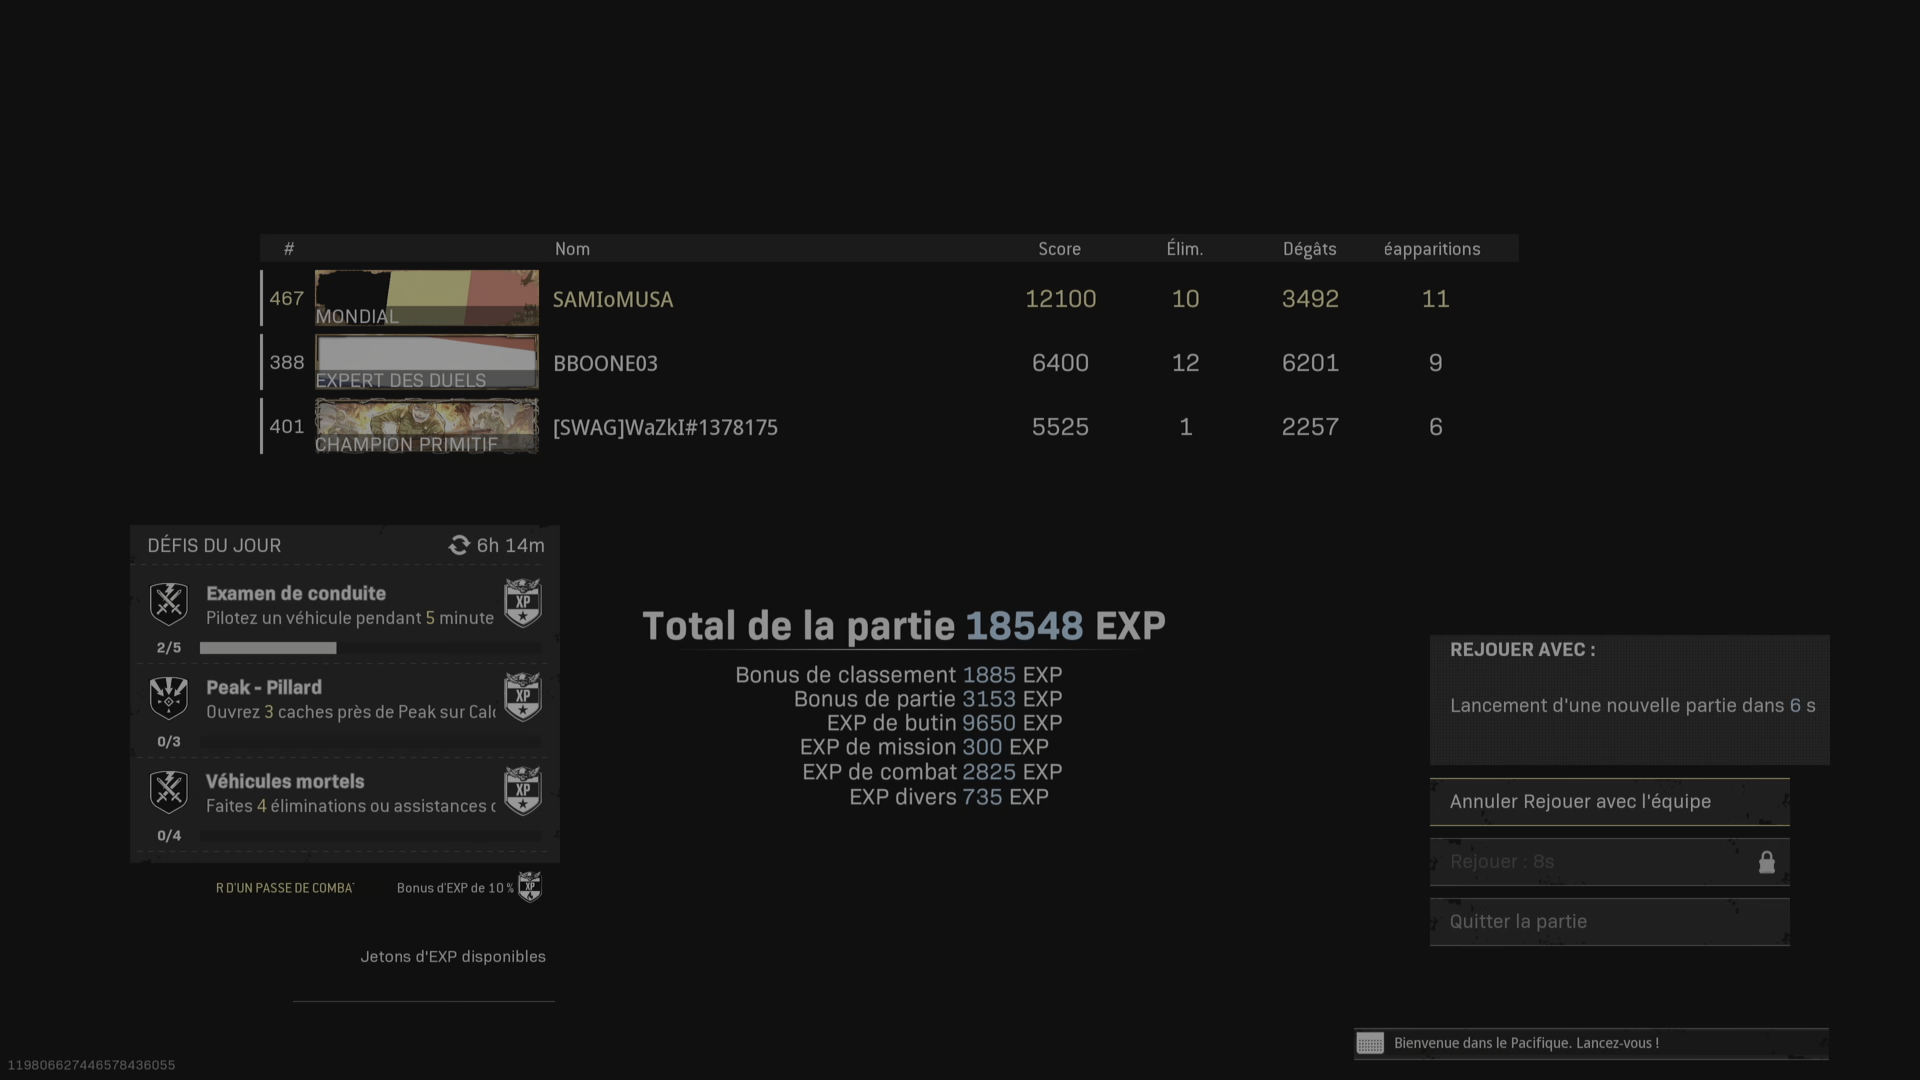 # Nom Score Élim. Dégâts éapparitions
467 MONDIAL SAMIoMUSA 12100 10 3492 11
388 EXPERT DES DUELS BBOONE03 6400 12 6201 9
401 CHAMPION PRIMITIF [SWAG]WaZkI#1378175 5525 1 2257 6
DÉFIS DU JOUR 6h 14m
Examen de conduite
Pilotez un véhicule pendant 5 minute
XP
2/5
Peak - Pillard
Ouvrez 3 caches près de Peak sur Calc
XP
0/3
Véhicules mortels
Faites 4 éliminations ou assistances c
XP
0/4
R D'UN PASSE DE COMBA Bonus d'EXP de 10 % XP
Jetons d'EXP disponibles
Total de la partie 18548 EXP
Bonus de classement 1885 EXP
Bonus de partie 3153 EXP
EXP de butin 9650 EXP
EXP de mission 300 EXP
EXP de combat 2825 EXP
EXP divers 735 EXP
REJOUER AVEC :
Lancement d'une nouvelle partie dans 6 s
Annuler Rejouer avec l'équipe
Rejouer : 8s
Quitter la partie
Bienvenue dans le Pacifique. Lancez-vous !
119806627446578436055